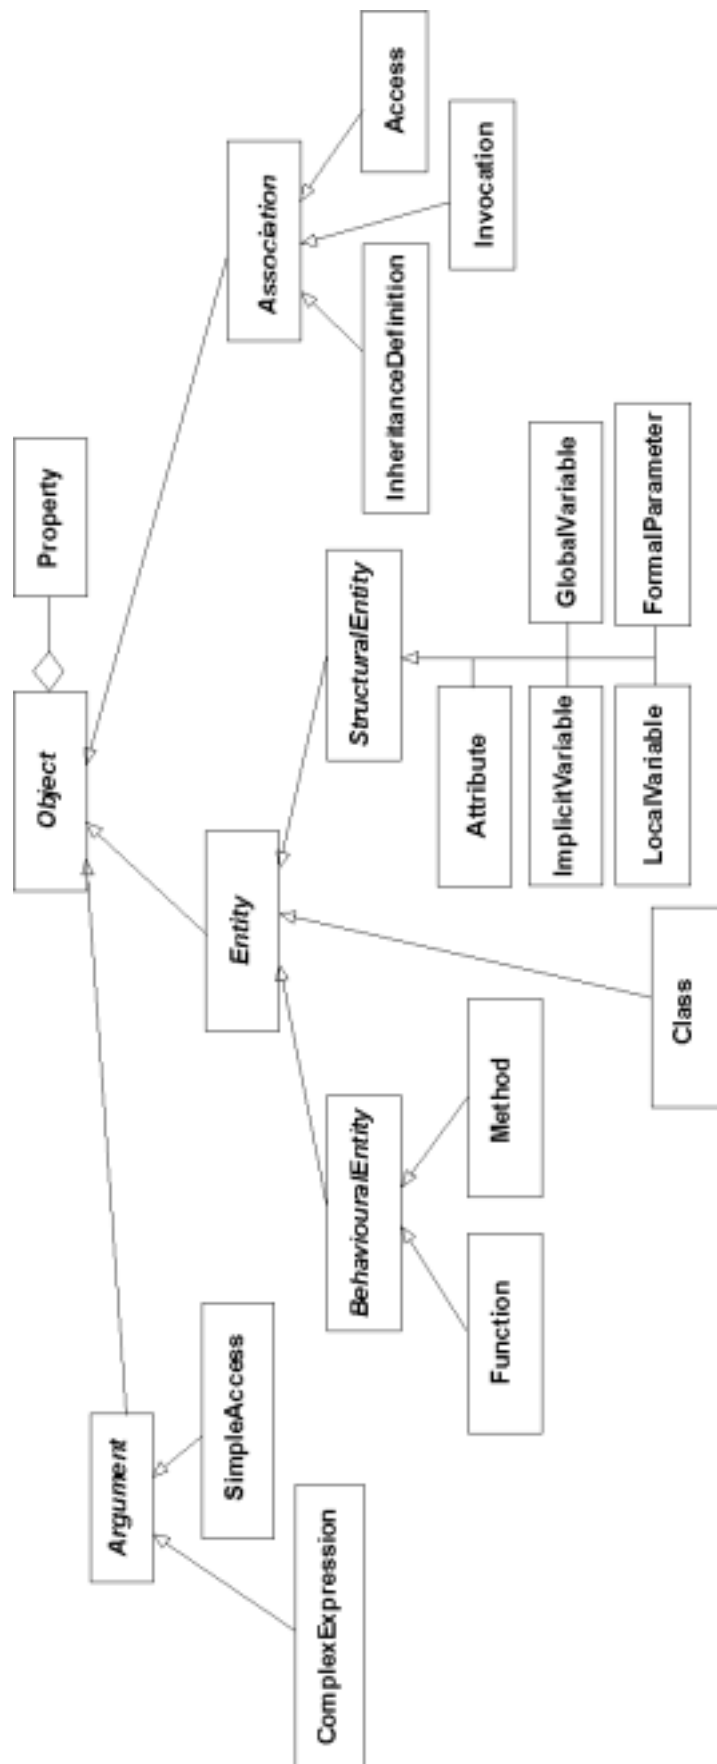 Object
Property
Argument
Entity
Association
SimpleAccess
ComplexExpression
BehaviouralEntity
StructuralEntity
InheritanceDefinition
Access
Invocation
Function
Method
Class
Attribute
ImplicitVariable
GlobalVariable
LocalVariable
FormalParameter